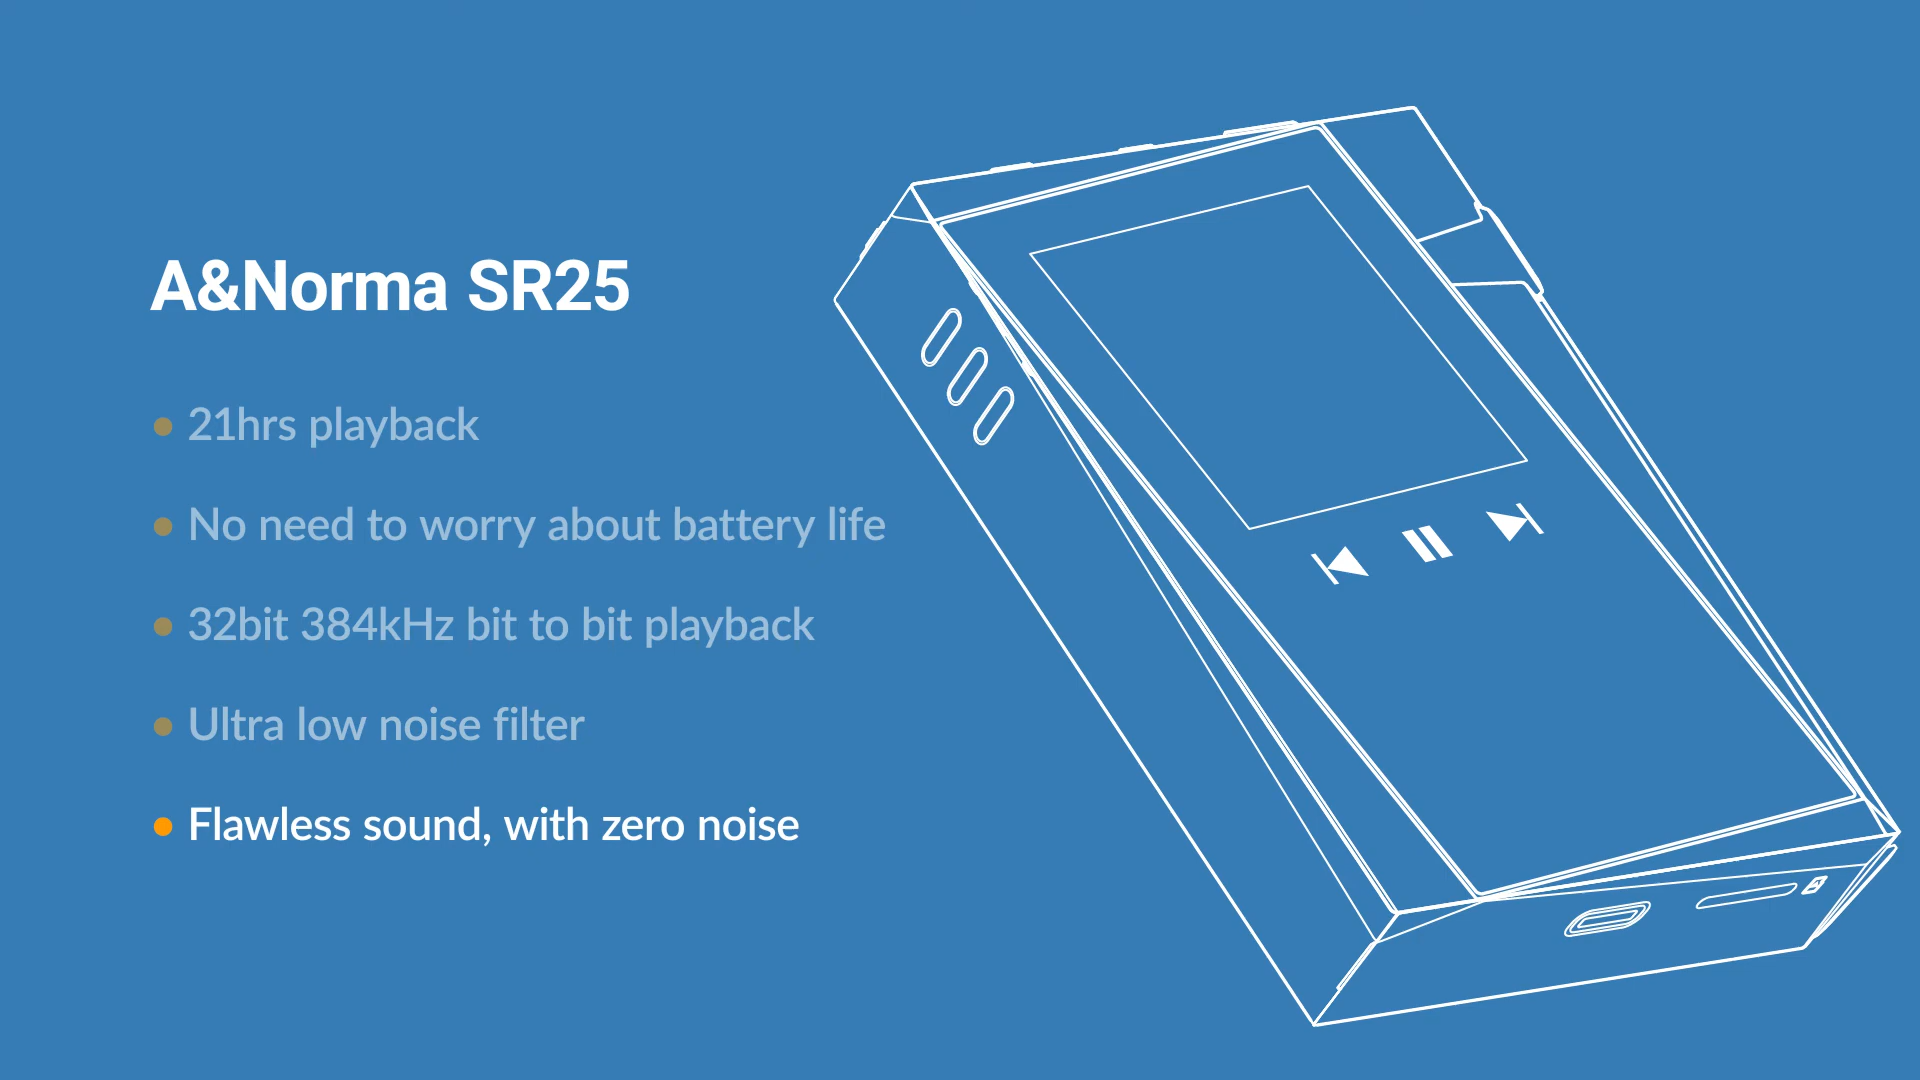 A&Norma SR25
• 21hrs playback
• No need to worry about battery life
• 32bit 384kHz bit to bit playback
• Ultra low noise filter
• Flawless sound, with zero noise